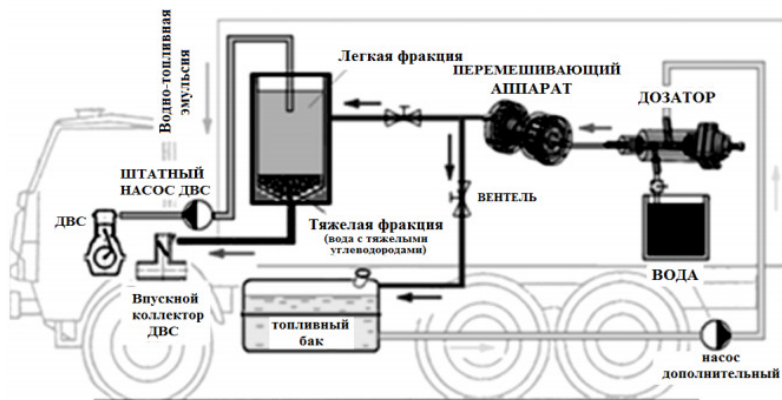 Водно-топливная
эмульсия
Легкая фракция
ПЕРЕМЕШИВАЮЩИЙ
АППАРАТ
ДОЗАТОР
ШТАТНЫЙ
НАСОС ДВС
ВЕНТЕЛЬ
ДВС
Тяжелая фракция
(вода с тяжелыми
углеводородами)
ВОДА
Впускной
коллектор
ДВС
топливный
бак
насос
дополнительный